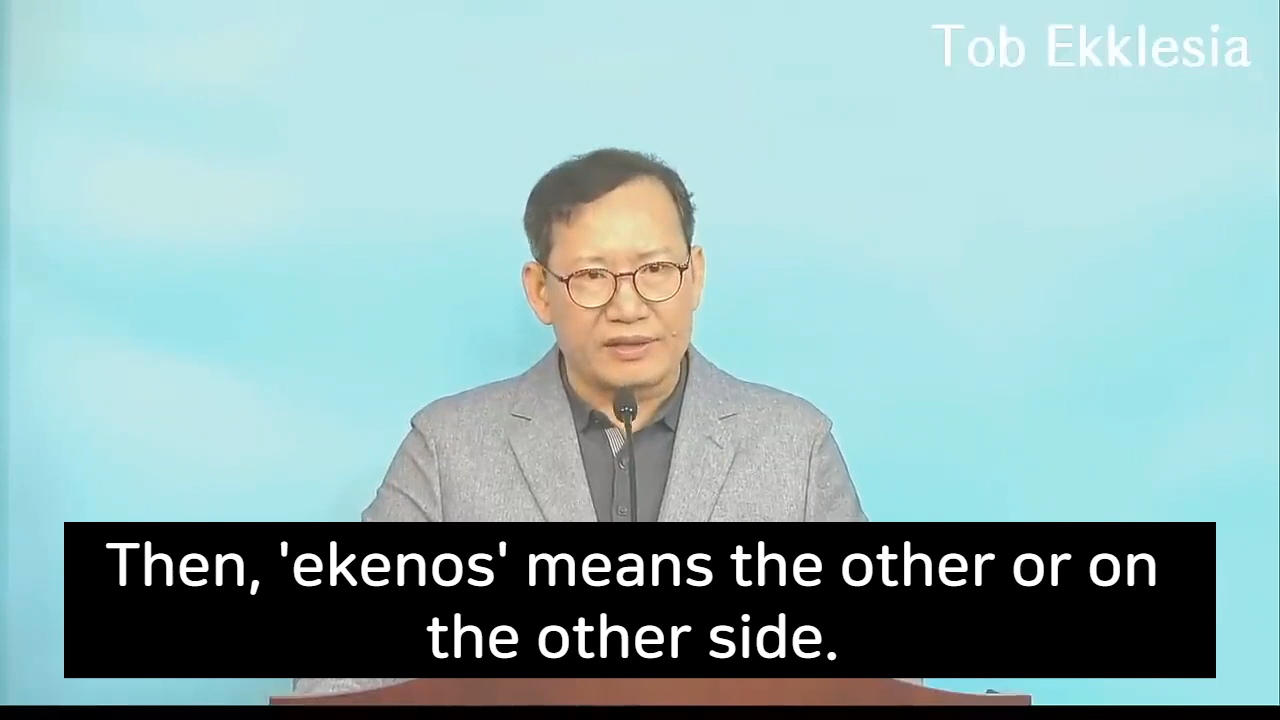 Tob Ekklesia
Then, 'ekenos' means the other or on
the other side.